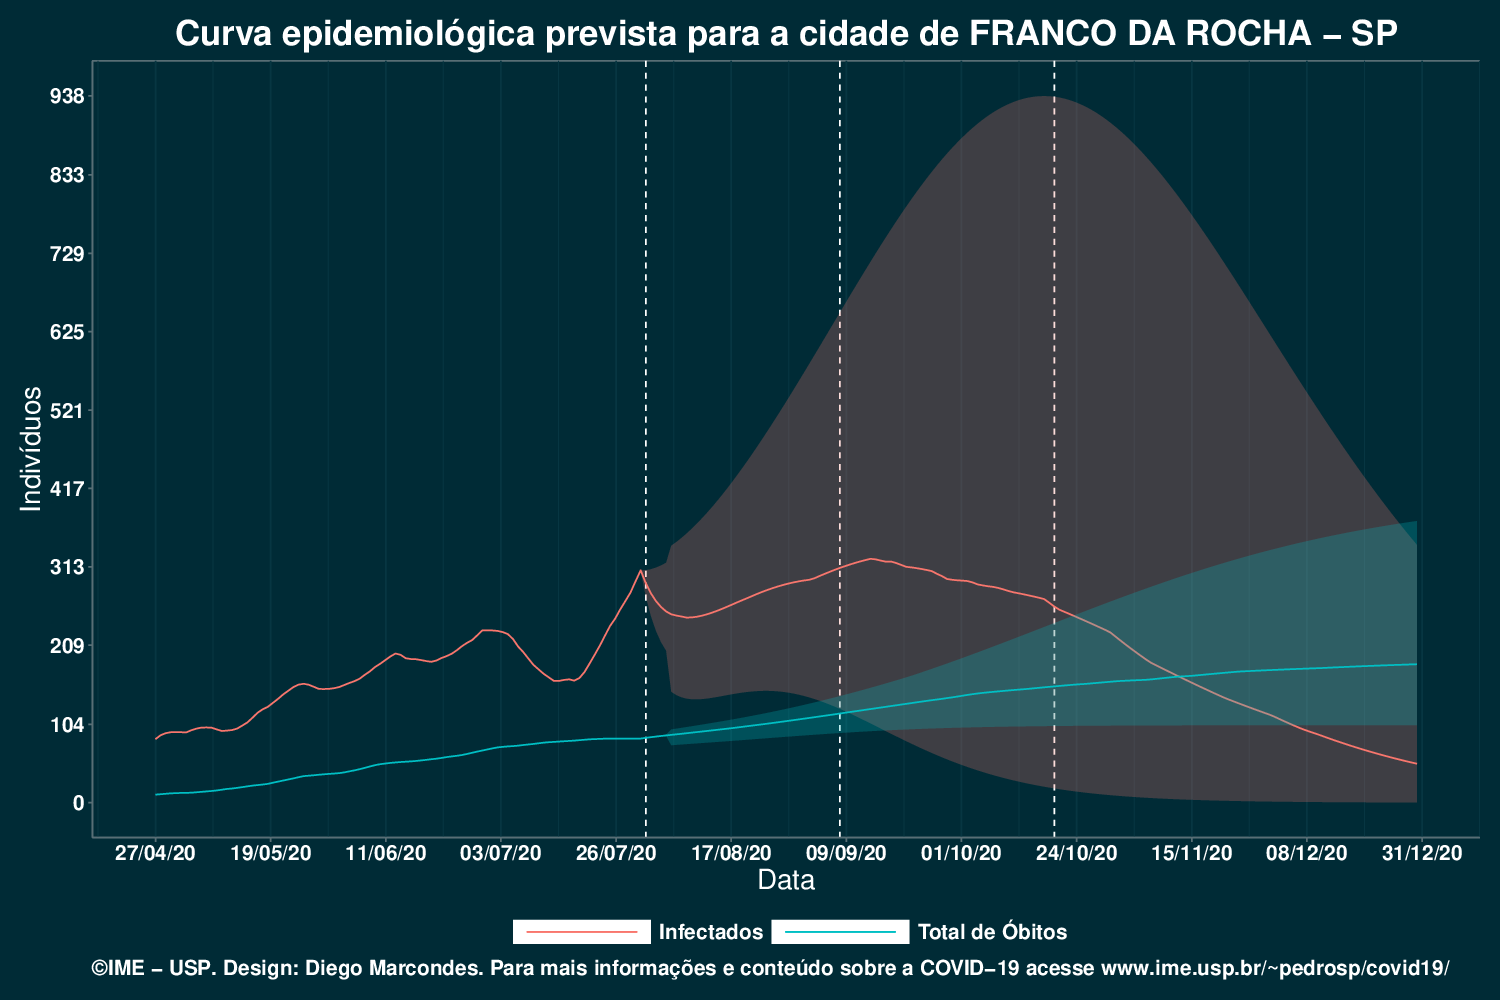 Curva epidemiológica prevista para a cidade de FRANCO DA ROCHA – SP
Indivíduos
938
833
729
625
521
417
313
209
104
0
27/04/20 19/05/20 11/06/20 03/07/20 26/07/20 17/08/20 09/09/20 01/10/20 24/10/20 15/11/20 08/12/20 31/12/20
Data
Infectados Total de Óbitos
©IME – USP. Design: Diego Marcondes. Para mais informações e conteúdo sobre a COVID–19 acesse www.ime.usp.br/~pedrosp/covid19/